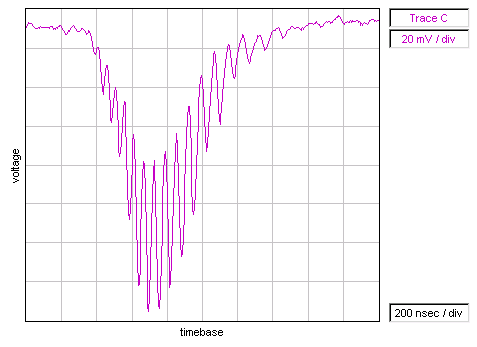 Trace C
20 mV / div
voltage
200 nsec / div
timebase